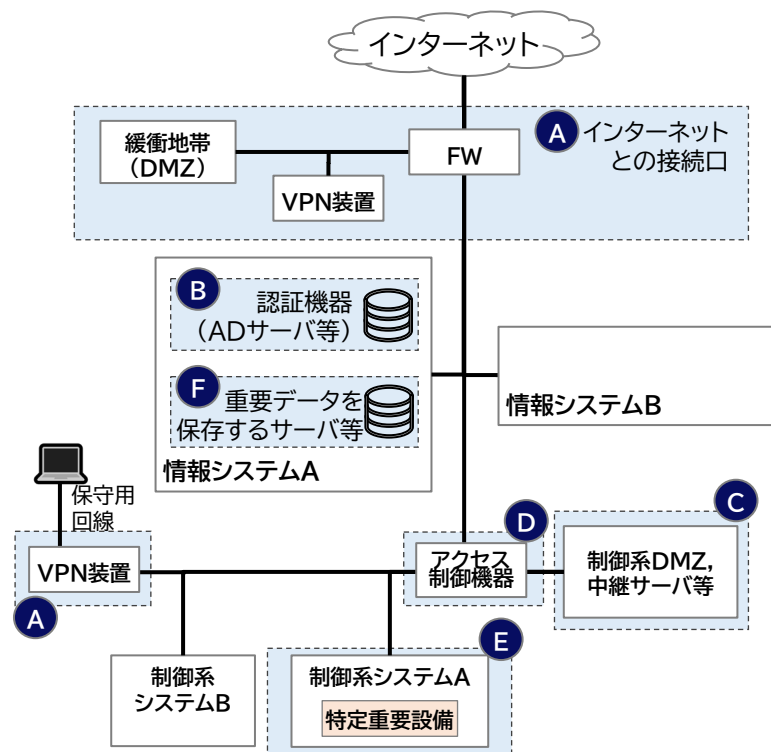 インターネット
A
インターネット
との接続口
緩衝地帯
（DMZ）
FW
VPN装置
B
認証機器
（ADサーバ等）
F
重要データを
保存するサーバ等
情報システムA
情報システムB
保守用
回線
VPN装置
A
D
アクセス
制御機器
C
制御系DMZ，
中継サーバ等
制御系
システムB
E
制御系システムA
特定重要設備